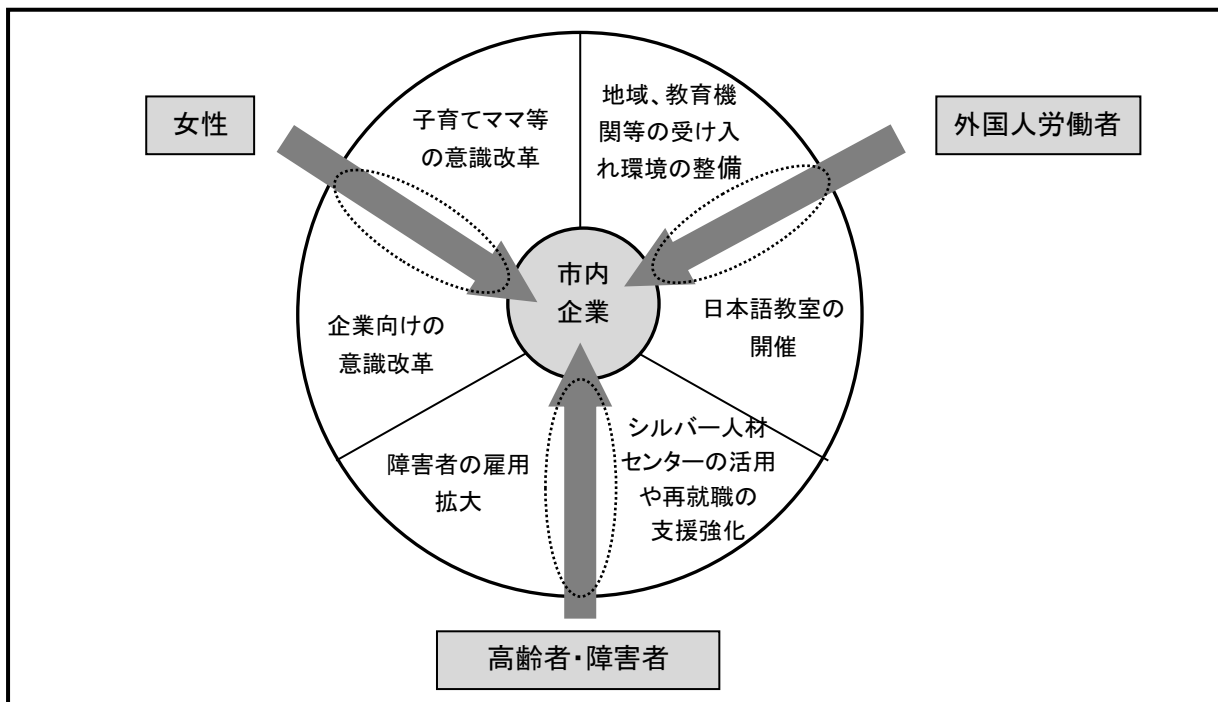 女性
子育てママ等
の意識改革
地域、教育機
関等の受け入
れ環境の整備
外国人労働者
市内
企業
企業向けの
意識改革
日本語教室の
開催
障害者の雇用
拡大
シルバー人材
センターの活用
や再就職の
支援強化
高齢者・障害者